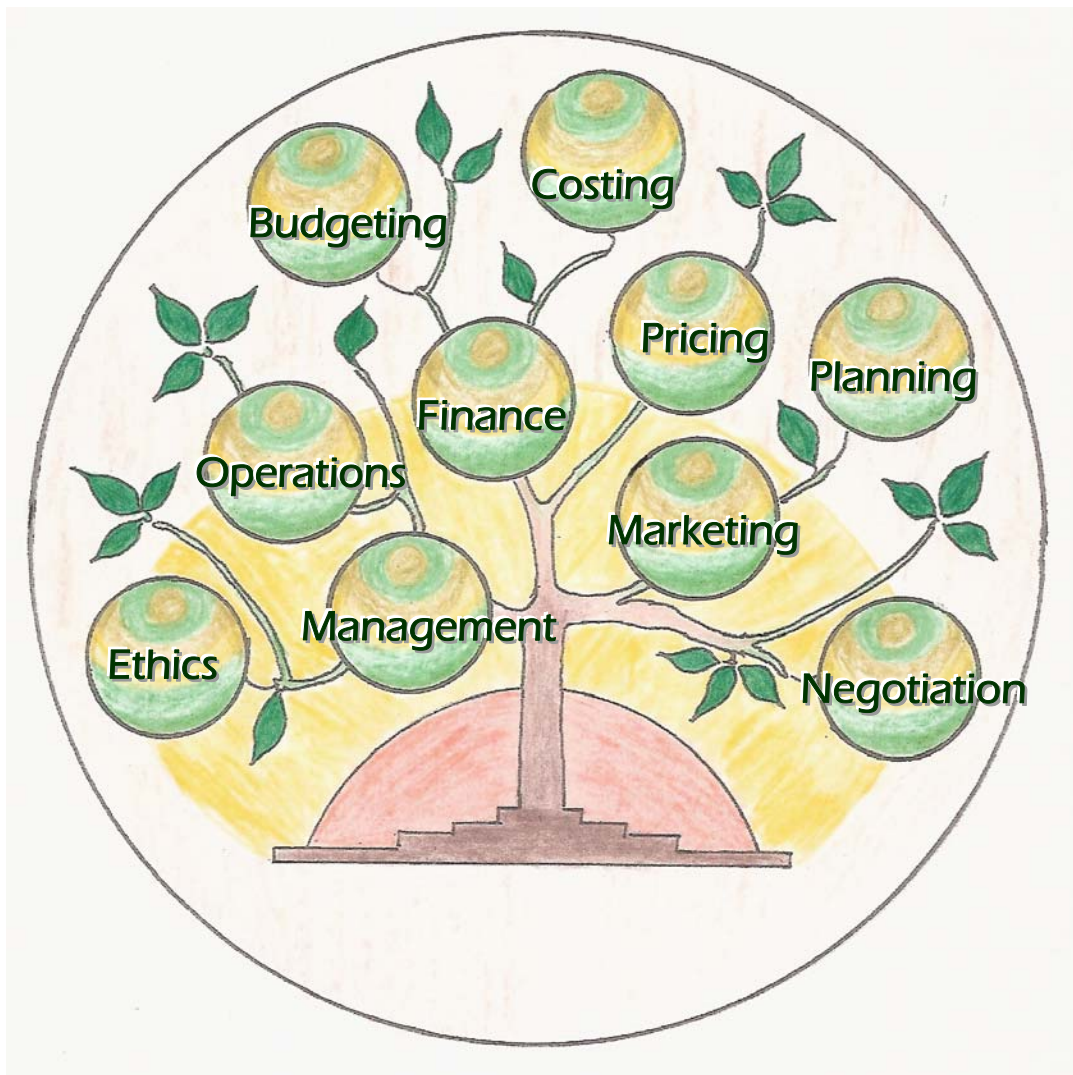 Costing
Budgeting
Pricing
Planning
Finance
Operations
Marketing
Management
Ethics
Negotiation